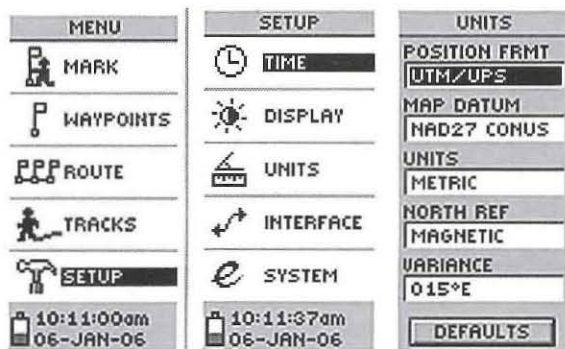 MENU
MARK
WAYPOINTS
ROUTE
TRACKS
SETUP
10:11:00am
06-JAN-06
SETUP
TIME
DISPLAY
UNITS
INTERFACE
SYSTEM
10:11:37am
06-JAN-06
UNITS
POSITION FRMT
UTM/UPS
MAP DATUM
NAD27 CONUS
UNITS
METRIC
NORTH REF
MAGNETIC
VARIANCE
015°E
DEFAULTS